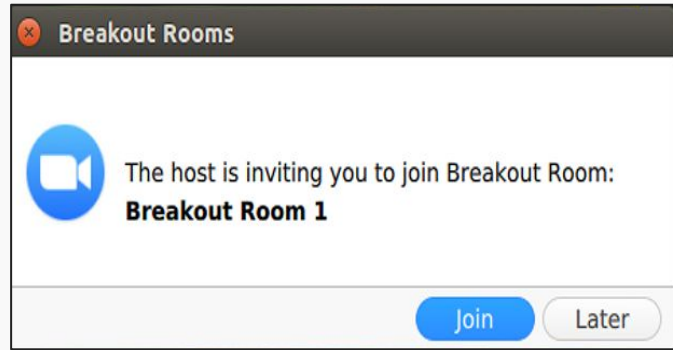 Breakout Rooms
The host is inviting you to join Breakout Room:
Breakout Room 1
Join Later